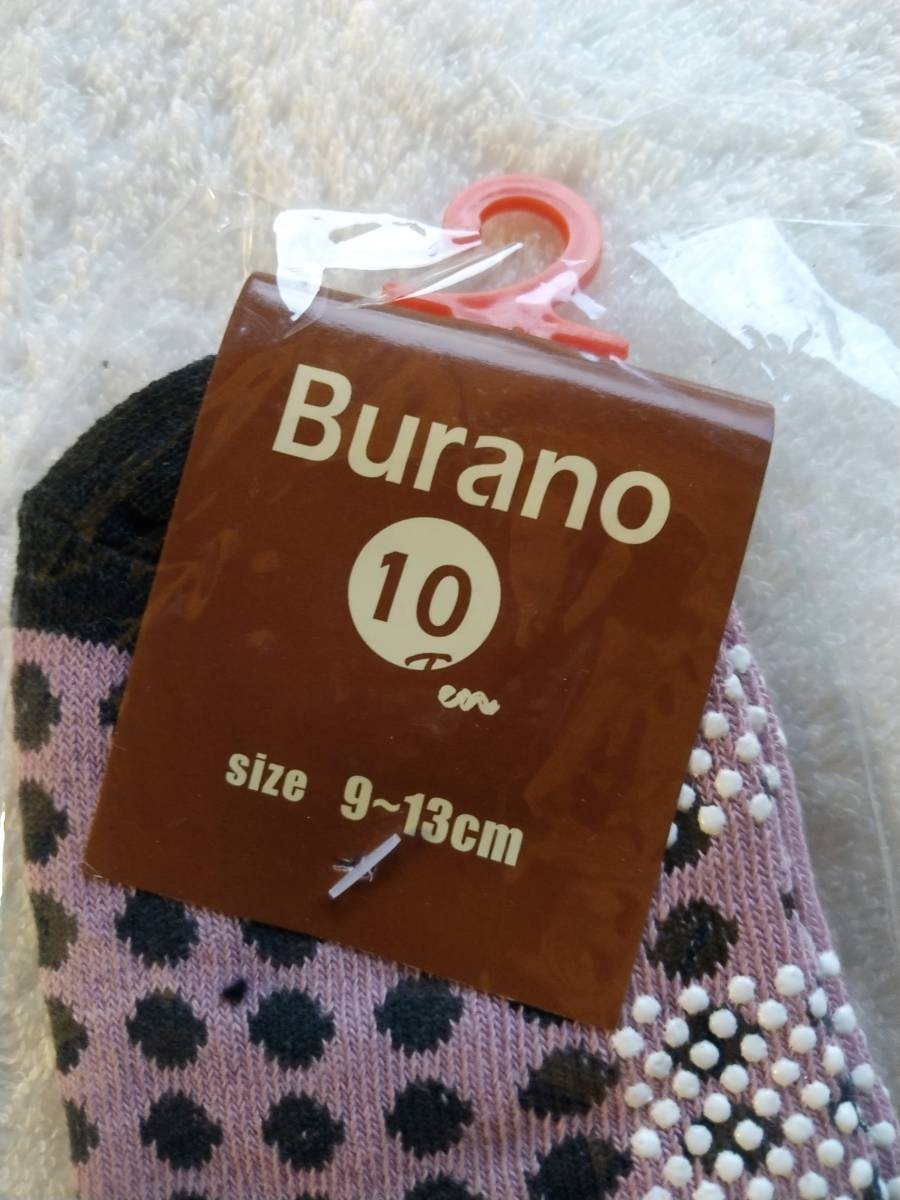 Burano
10
Ten
size 9~13cm